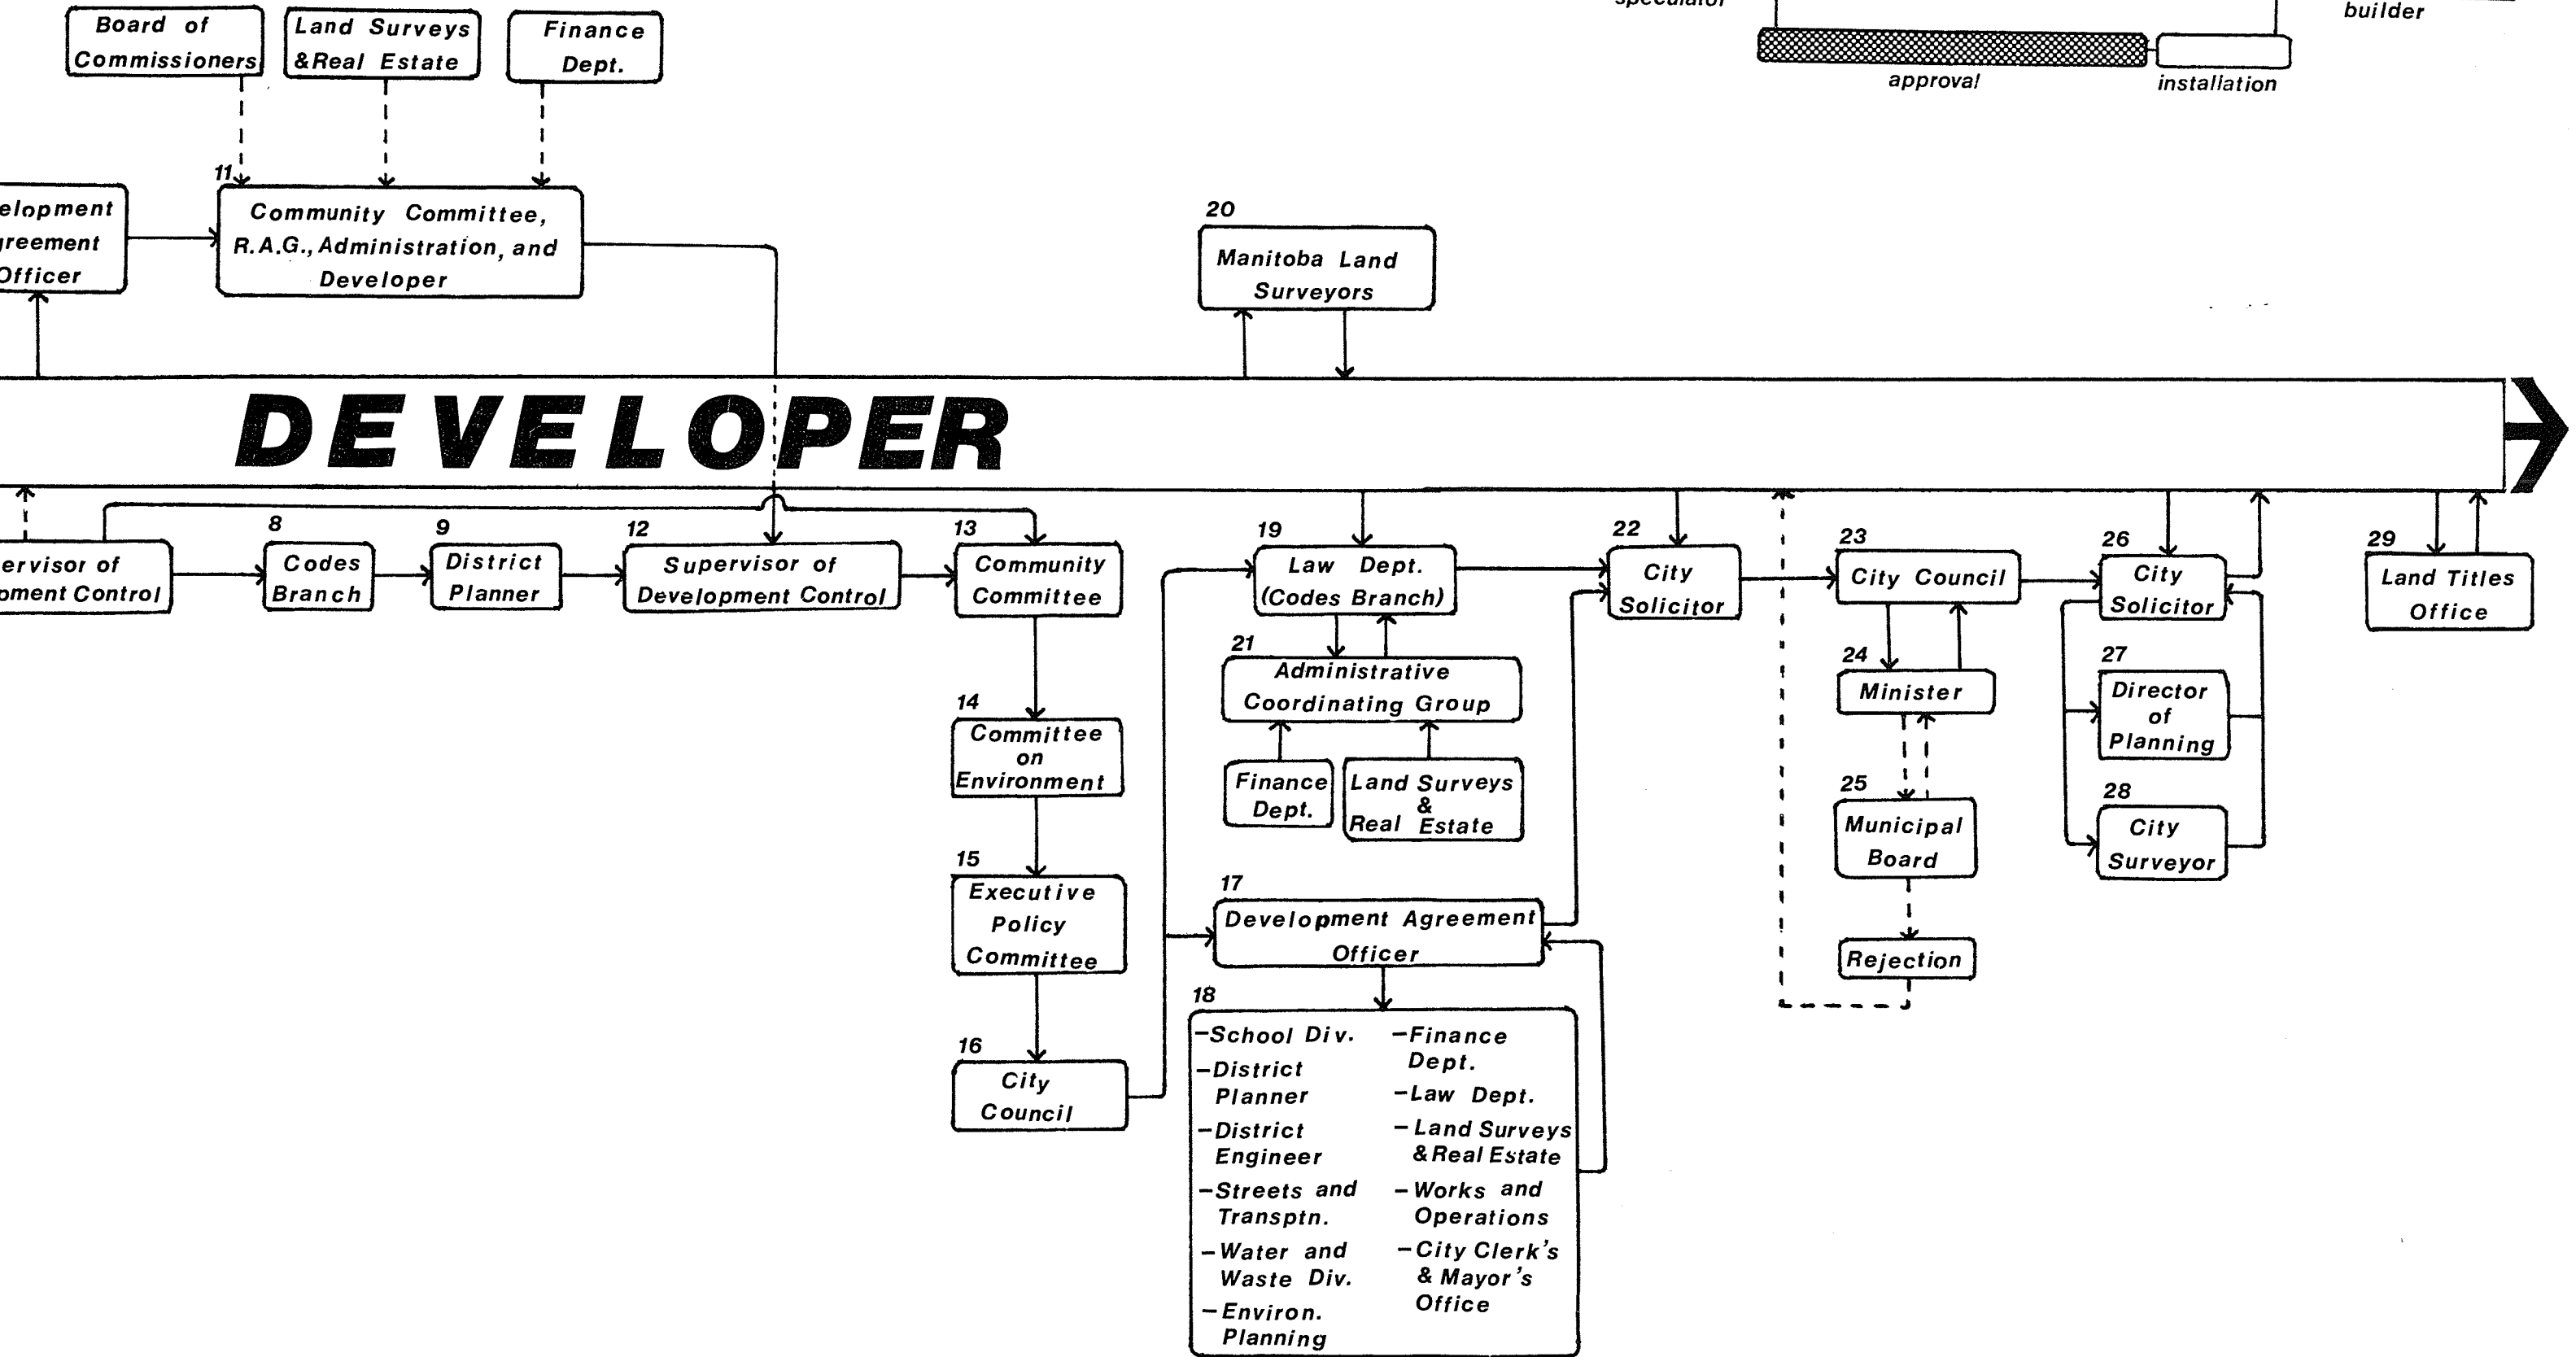 speculator
builder
approval
installation
Board of
Commissioners
Land Surveys
&Real Estate
Finance
Dept.
elopment
greement
Officer
11
Community Committee,
R.A.G., Administration, and
Developer
20
Manitoba Land
Surveyors
DEVELOPER
ervisor of
pment Control
8
Codes
Branch
9
District
Planner
12
Supervisor of
Development Control
13
Community
Committee
14
Committee
on
Environment
15
Executive
Policy
Committee
16
City
Council
19
Law Dept.
(Codes Branch)
21
Administrative
Coordinating Group
Finance
Dept.
Land Surveys
&
Real Estate
17
Development Agreement
Officer
18
-School Div.
-District
Planner
-District
Engineer
-Streets and
Transptn.
-Water and
Waste Div.
-Environ.
Planning
-Finance
Dept.
-Law Dept.
-Land Surveys
&Real Estate
-Works and
Operations
-City Clerk's
& Mayor's
Office
22
City
Solicitor
23
City Council
24
Minister
25
Municipal
Board
Rejection
26
City
Solicitor
27
Director
of
Planning
28
City
Surveyor
29
Land Titles
Office